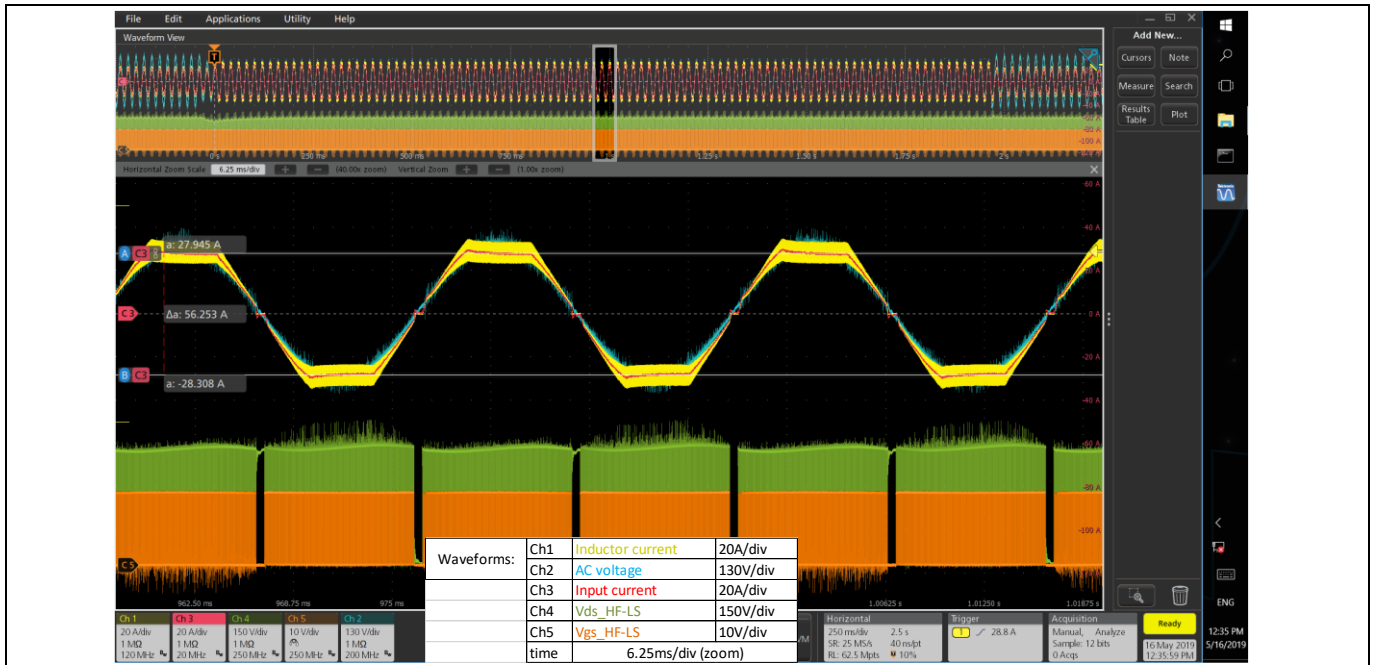 File Edit Applications Utility Help
Waveform View
Add New...
Cursors Note
Measure Search
Results Table Plot
T
0 s 250 ms 500 ms 750 ms 1.25 s 1.50 s 1.75 s 2 s
-80 A
-100 A
Horizontal Zoom Scale 6.25 ms/div + − (40.00x zoom) Vertical Zoom + − (1.00x zoom)
60 A
40 A
A C3 a: 27.945 A
C3 Δa: 56.253 A
0 A
-20 A
B C3 a: -28.308 A
-40 A
-60 A
-80 A
-100 A
C5
962.50 ms 968.75 ms 975 ms 1.00625 s 1.01250 s 1.01875 s
Waveforms: Ch1 Inductor current 20A/div
Ch2 AC voltage 130V/div
Ch3 Input current 20A/div
Ch4 Vds_HF-LS 150V/div
Ch5 Vgs_HF-LS 10V/div
time 6.25ms/div (zoom)
Ch 1
20 A/div
1 MΩ
120 MHz
Ch 3
20 A/div
1 MΩ
20 MHz
Ch 4
150 V/div
1 MΩ
250 MHz
Ch 5
10 V/div
250 MHz
Ch 2
130 V/div
1 MΩ
200 MHz
Horizontal
250 ms/div 2.5 s
SR: 25 MS/s 40 ns/pt
RL: 62.5 Mpts 10%
Trigger
1 28.8 A
Acquisition
Manual, Analyze
Sample: 12 bits
0 Acqs
Ready
16 May 2019
12:35:59 PM
ENG
12:35 PM
5/16/2019